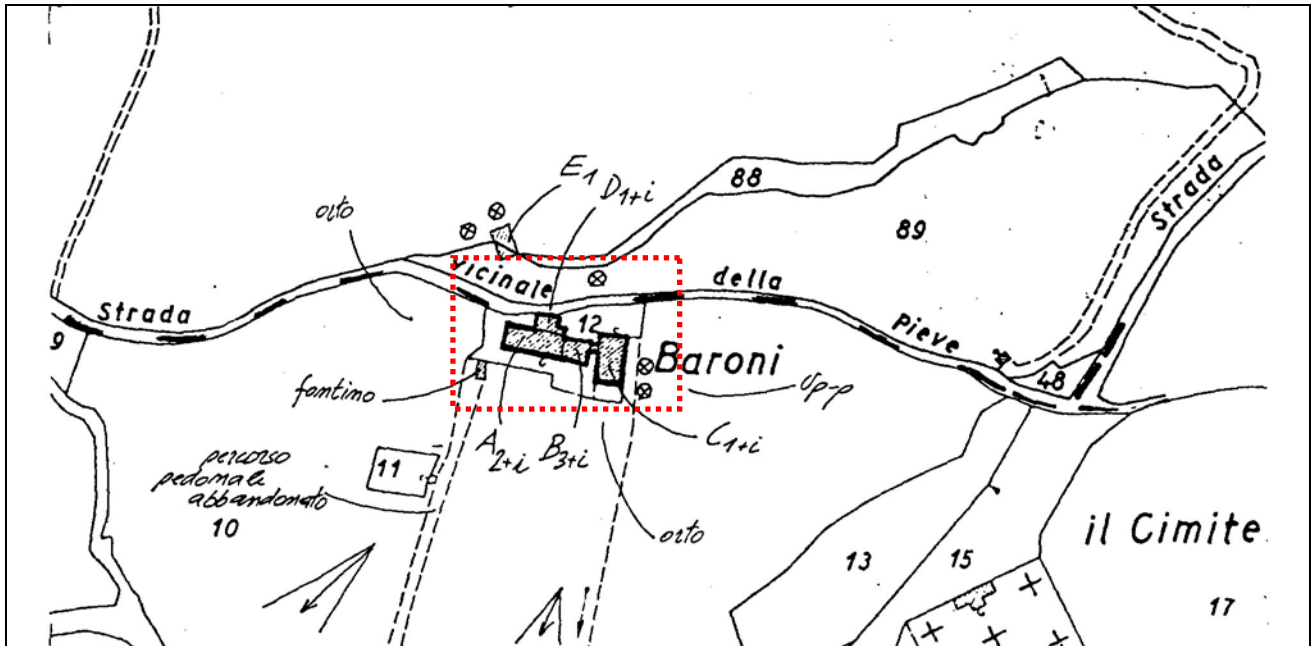 88
E1
D1+i
Strada
orto
89
vicinale
della
Strada
9
12
Pieve
Baroni
48
fontino
A2+i
B3+i
C1+i
percorso
pedonale
abbandonato
11
10
orto
il Cimite
13
15
17